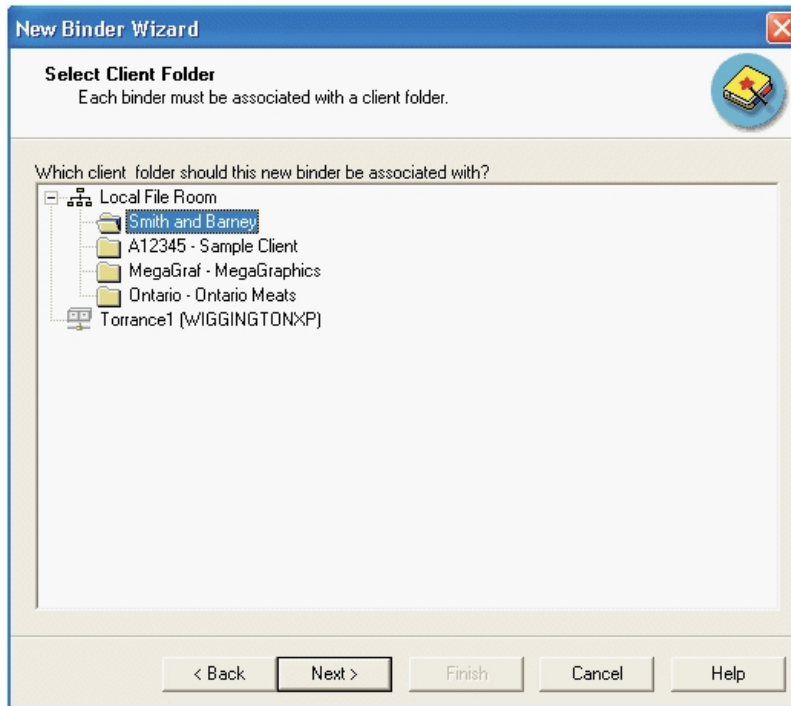 New Binder Wizard
Select Client Folder
Each binder must be associated with a client folder.
Which client folder should this new binder be associated with?
Local File Room
Smith and Barney
A12345 - Sample Client
MegaGraf - MegaGraphics
Ontario - Ontario Meats
Torrance1 (WIGGINGTONXP)
< Back Next > Finish Cancel Help